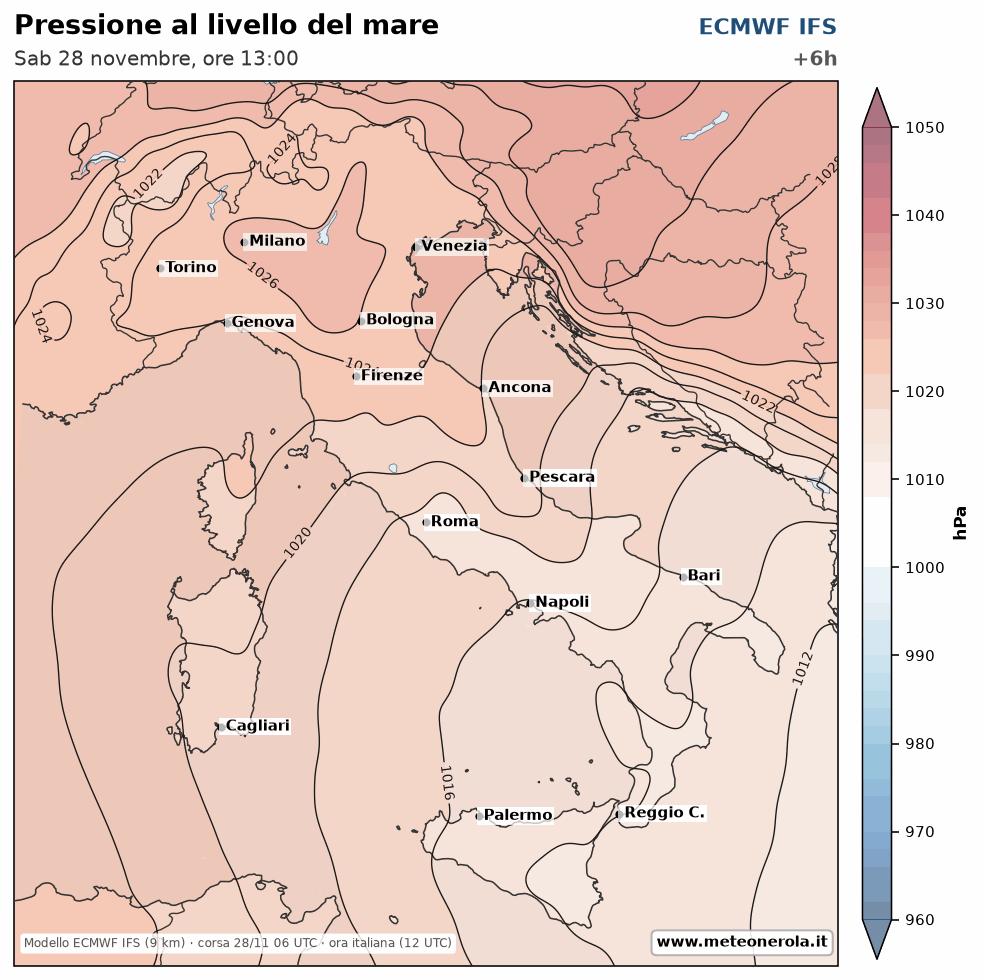 Pressione al livello del mare
ECMWF IFS
Sab 28 novembre, ore 13:00
+6h
1024
1022
1028
Milano
Venezia
Torino
1026
1024
Genova
Bologna
Firenze
Ancona
1022
Pescara
Roma
1020
Bari
Napoli
1012
Cagliari
1016
Palermo
Reggio C.
Modello ECMWF IFS (9 km) · corsa 28/11 06 UTC · ora italiana (12 UTC)
www.meteonerola.it
1050
1040
1030
1020
1010
1000
990
980
970
960
hPa